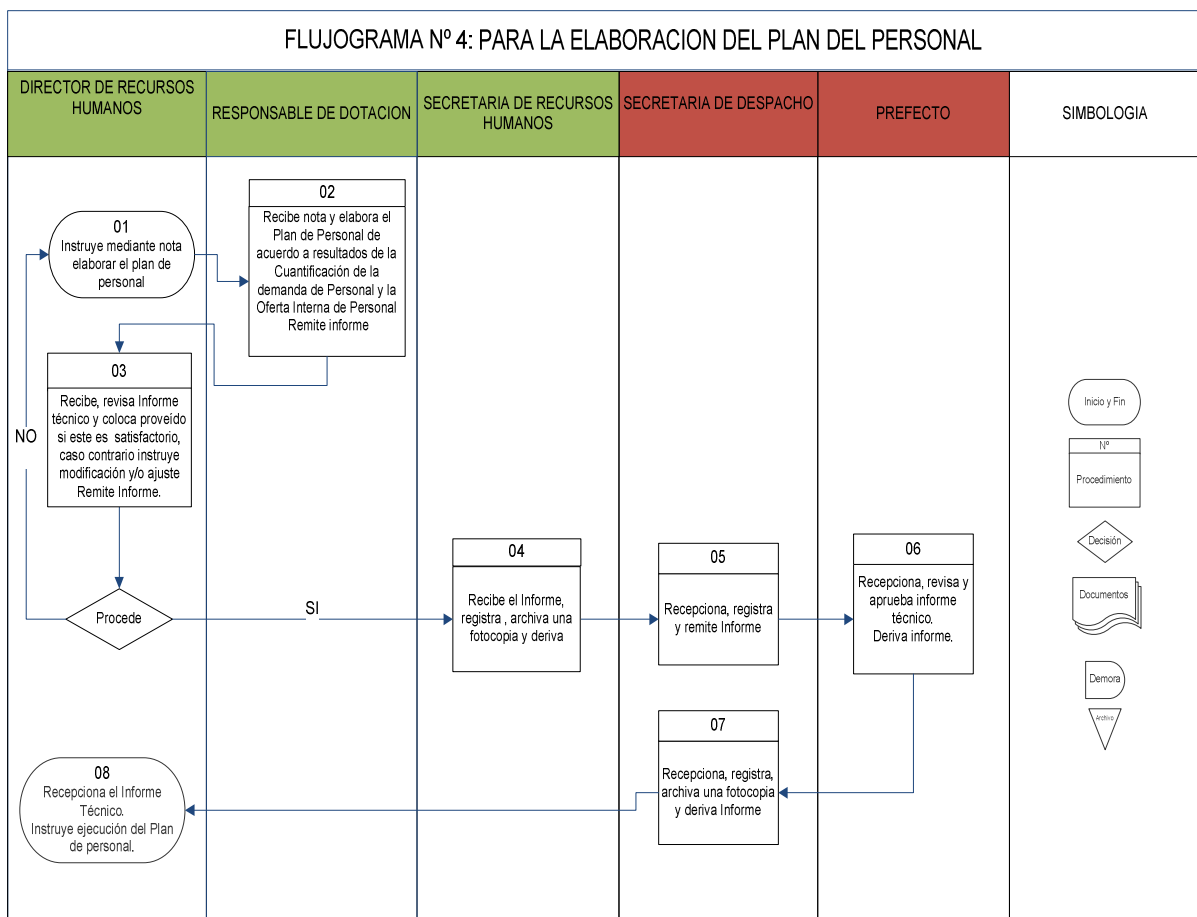 FLUJOGRAMA Nº 4: PARA LA ELABORACION DEL PLAN DEL PERSONAL
DIRECTOR DE RECURSOS
HUMANOS
RESPONSABLE DE DOTACION
SECRETARIA DE RECURSOS
HUMANOS
SECRETARIA DE DESPACHO
PREFECTO
SIMBOLOGIA
01
Instruye mediante nota
elaborar el plan de
personal
02
Recibe nota y elabora el
Plan de Personal de
acuerdo a resultados de la
Cuantificación de la
demanda de Personal y la
Oferta Interna de Personal
Remite informe
03
Recibe, revisa Informe
técnico y coloca proveído
si este es satisfactorio,
caso contrario instruye
modificación y/o ajuste
Remite Informe.
NO
Procede
SI
04
Recibe el Informe,
registra , archiva una
fotocopia y deriva
05
Recepciona, registra
y remite Informe
06
Recepciona, revisa y
aprueba informe
técnico.
Deriva informe.
07
Recepciona, registra,
archiva una fotocopia
y deriva Informe
08
Recepciona el Informe
Técnico.
Instruye ejecución del Plan
de personal.
Inicio y Fin
Nº
Procedimiento
Decisión
Documentos
Demora
Archivo